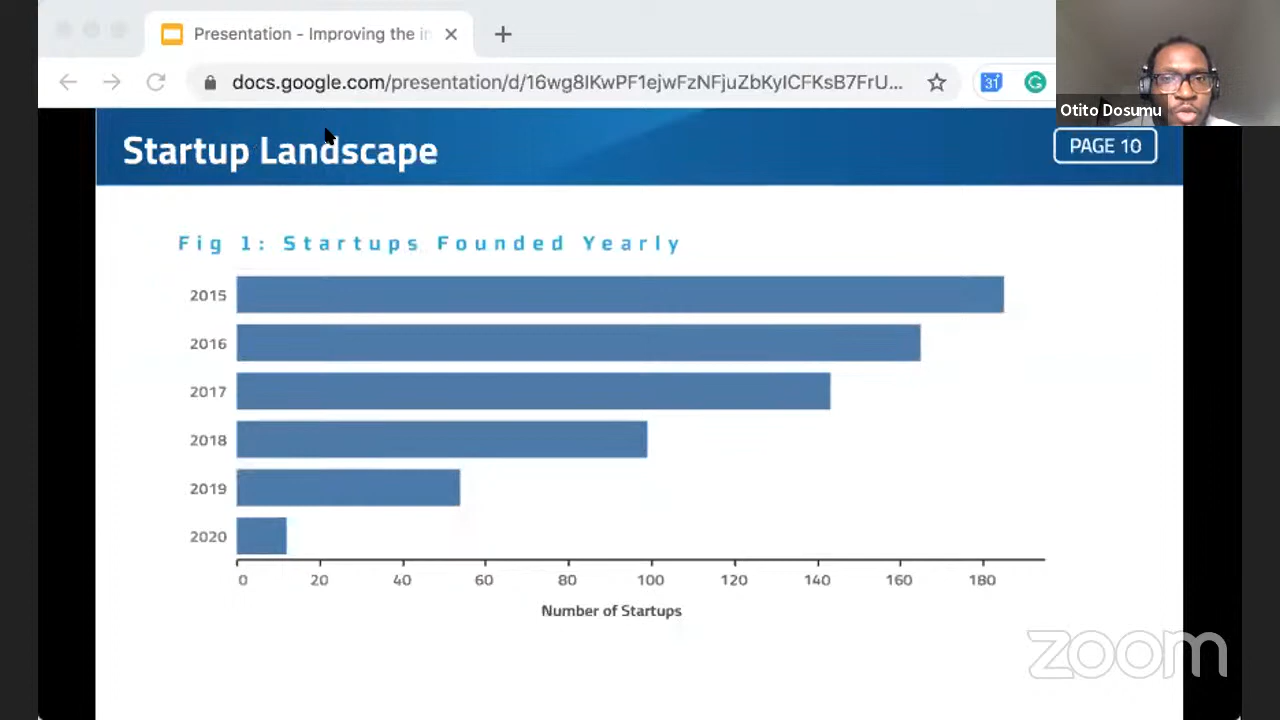 Presentation - Improving the in
docs.google.com/presentation/d/16wg8IKwPF1ejwFzNFjuZbKyICFKsB7FrU...
31
G
Otito Dosumu
Startup Landscape
PAGE 10
Fig 1: Startups Founded Yearly
2015
2016
2017
2018
2019
2020
0 20 40 60 80 100 120 140 160 180
Number of Startups
zoom